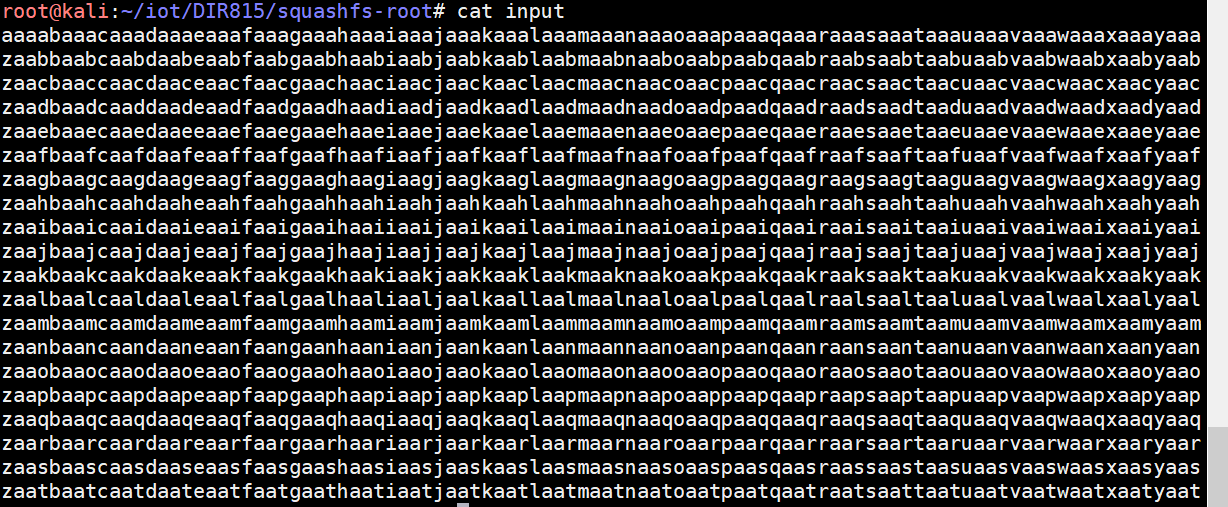 root@kali:~/iot/DIR815/squashfs-root# cat input
aaaabaaacaaadaaaeaaafaaagaaahaaaiaaajaaakaaalaaamaaanaaaoaaapaaaqaaaraaasaaataaauaaavaaawaaaxaaayaaa
zaabbaabcaabdaabeaabfaabgaabhaabiaabjaabkaablaabmaabnaaboaabpaabqaabraabsaabtaabuaabvaabwaabxaabyaab
zaacbaaccaacdaaceaacfaacgaachaaciaacjaackaaclaacmaacnaacoaacpaacqaacraacsaactaacuaacvaacwaacxaacyaac
zaadbaadcaaddaadeaadfaadgaadhaadiaadjaadkaadlaadmaadnaadoaadpaadqaadraadsaadtaaduaadvaadwaadxaadyaad
zaaebaaecaaedaaeeaaefaaegaaehaaeiaaejaaekaaelaaemaaenaaeoaaepaaeqaaeraaesaaetaaeuaaevaaewaaexaaeyaae
zaafbaafcaafdaafeaaffaafgaafhaafiaafjaafkaaflaafmaafnaafoaafpaafqaafraafsaaftaafuaafvaafwaafxaafyaaf
zaagbaagcaagdaageaagfaaggaaghaagiaagjaagkaaglaagmaagnaagoaagpaagqaagraagsaagtaaguaagvaagwaagxaagyaag
zaahbaahcaahdaaheaahfaahgaahhaahiaahjaahkaahlaahmaahnaahoaahpaahqaahraahsaahtaahuaahvaahwaahxaahyaah
zaaibaaicaaidaaieaaifaaigaaihaaiiaaijaaikaailaaimaainaaioaaipaaiqaairaaisaaitaaiuaaivaaiwaaixaaiyaai
zaajbaajcaajdaajeaajfaajgaajhaajiaajjaajkaajlaajmaajnaajoaajpaajqaajraajsaajtaajuaajvaajwaajxaajyaaj
zaakbaakcaakdaakeaakfaakgaakhaakiaakjaakkaaklaakmaaknaakoaakpaakqaakraaksaaktaakuaakvaakwaakxaakyaak
zaalbaalcaaldaaleaalfaalgaalhaaliaaljaalkaallaalmaalnaaloaalpaalqaalraalsaaltaaluaalvaalwaalxaalyaal
zaambaamcaamdaameaamfaamgaamhaamiaamjaamkaamlaammaamnaamoaampaamqaamraamsaamtaamuaamvaamwaamxaamyaam
zaanbaancaandaaneaanfaangaanhaaniaanjaankaanlaanmaannaanoaanpaanqaanraansaantaanuaanvaanwaanxaanyaan
zaaobaaocaaodaaoeaaofaaogaaohaaoiaaojaaokaaolaaomaaonaaooaaopaaoqaaoraaosaaotaaouaaovaaowaaoxaaoyaao
zaapbaapcaapdaapeaapfaapgaaphaapiaapjaapkaaplaapmaapnaapoaappaapqaapraapsaaptaapuaapvaapwaapxaapyaap
zaaqbaaqcaaqdaaqeaaqfaaqgaaqhaaqiaaqjaaqkaaqlaaqmaaqnaaqoaaqpaaqqaaqraaqsaaqtaaquaaqvaaqwaaqxaaqyaaq
zaarbaarcaardaareaarfaargaarhaariaarjaarkaarlaarmaarnaaroaarpaarqaarraarsaartaaruaarvaarwaarxaaryaar
zaasbaascaasdaaseaasfaasgaashaasiaasjaaskaaslaasmaasnaasoaaspaasqaasraassaastaasuaasvaaswaasxaasyaas
zaatbaatcaatdaateaatfaatgaathaatiaatjaatkaatlaatmaatnaatoaatpaatqaatraatsaattaatuaatvaatwaatxaatyaat